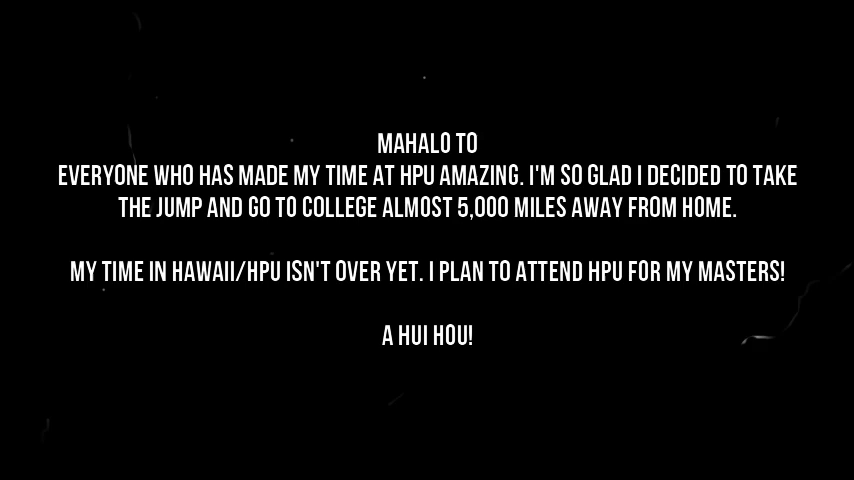 MAHALO TO
EVERYONE WHO HAS MADE MY TIME AT HPU AMAZING. I'M SO GLAD I DECIDED TO TAKE
THE JUMP AND GO TO COLLEGE ALMOST 5,000 MILES AWAY FROM HOME.
MY TIME IN HAWAII/HPU ISN'T OVER YET. I PLAN TO ATTEND HPU FOR MY MASTERS!
A HUI HOU!